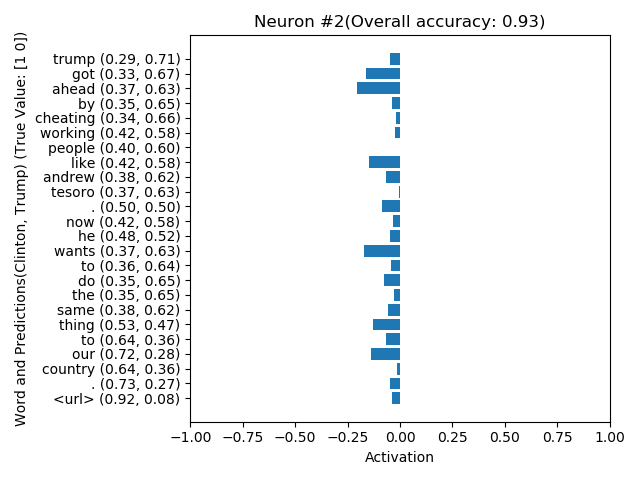 Neuron #2(Overall accuracy: 0.93)
Word and Predictions(Clinton, Trump) (True Value: [1 0])
trump (0.29, 0.71)
got (0.33, 0.67)
ahead (0.37, 0.63)
by (0.35, 0.65)
cheating (0.34, 0.66)
working (0.42, 0.58)
people (0.40, 0.60)
like (0.42, 0.58)
andrew (0.38, 0.62)
tesoro (0.37, 0.63)
. (0.50, 0.50)
now (0.42, 0.58)
he (0.48, 0.52)
wants (0.37, 0.63)
to (0.36, 0.64)
do (0.35, 0.65)
the (0.35, 0.65)
same (0.38, 0.62)
thing (0.53, 0.47)
to (0.64, 0.36)
our (0.72, 0.28)
country (0.64, 0.36)
. (0.73, 0.27)
<url> (0.92, 0.08)
−1.00 −0.75 −0.50 −0.25 0.00 0.25 0.50 0.75 1.00
Activation